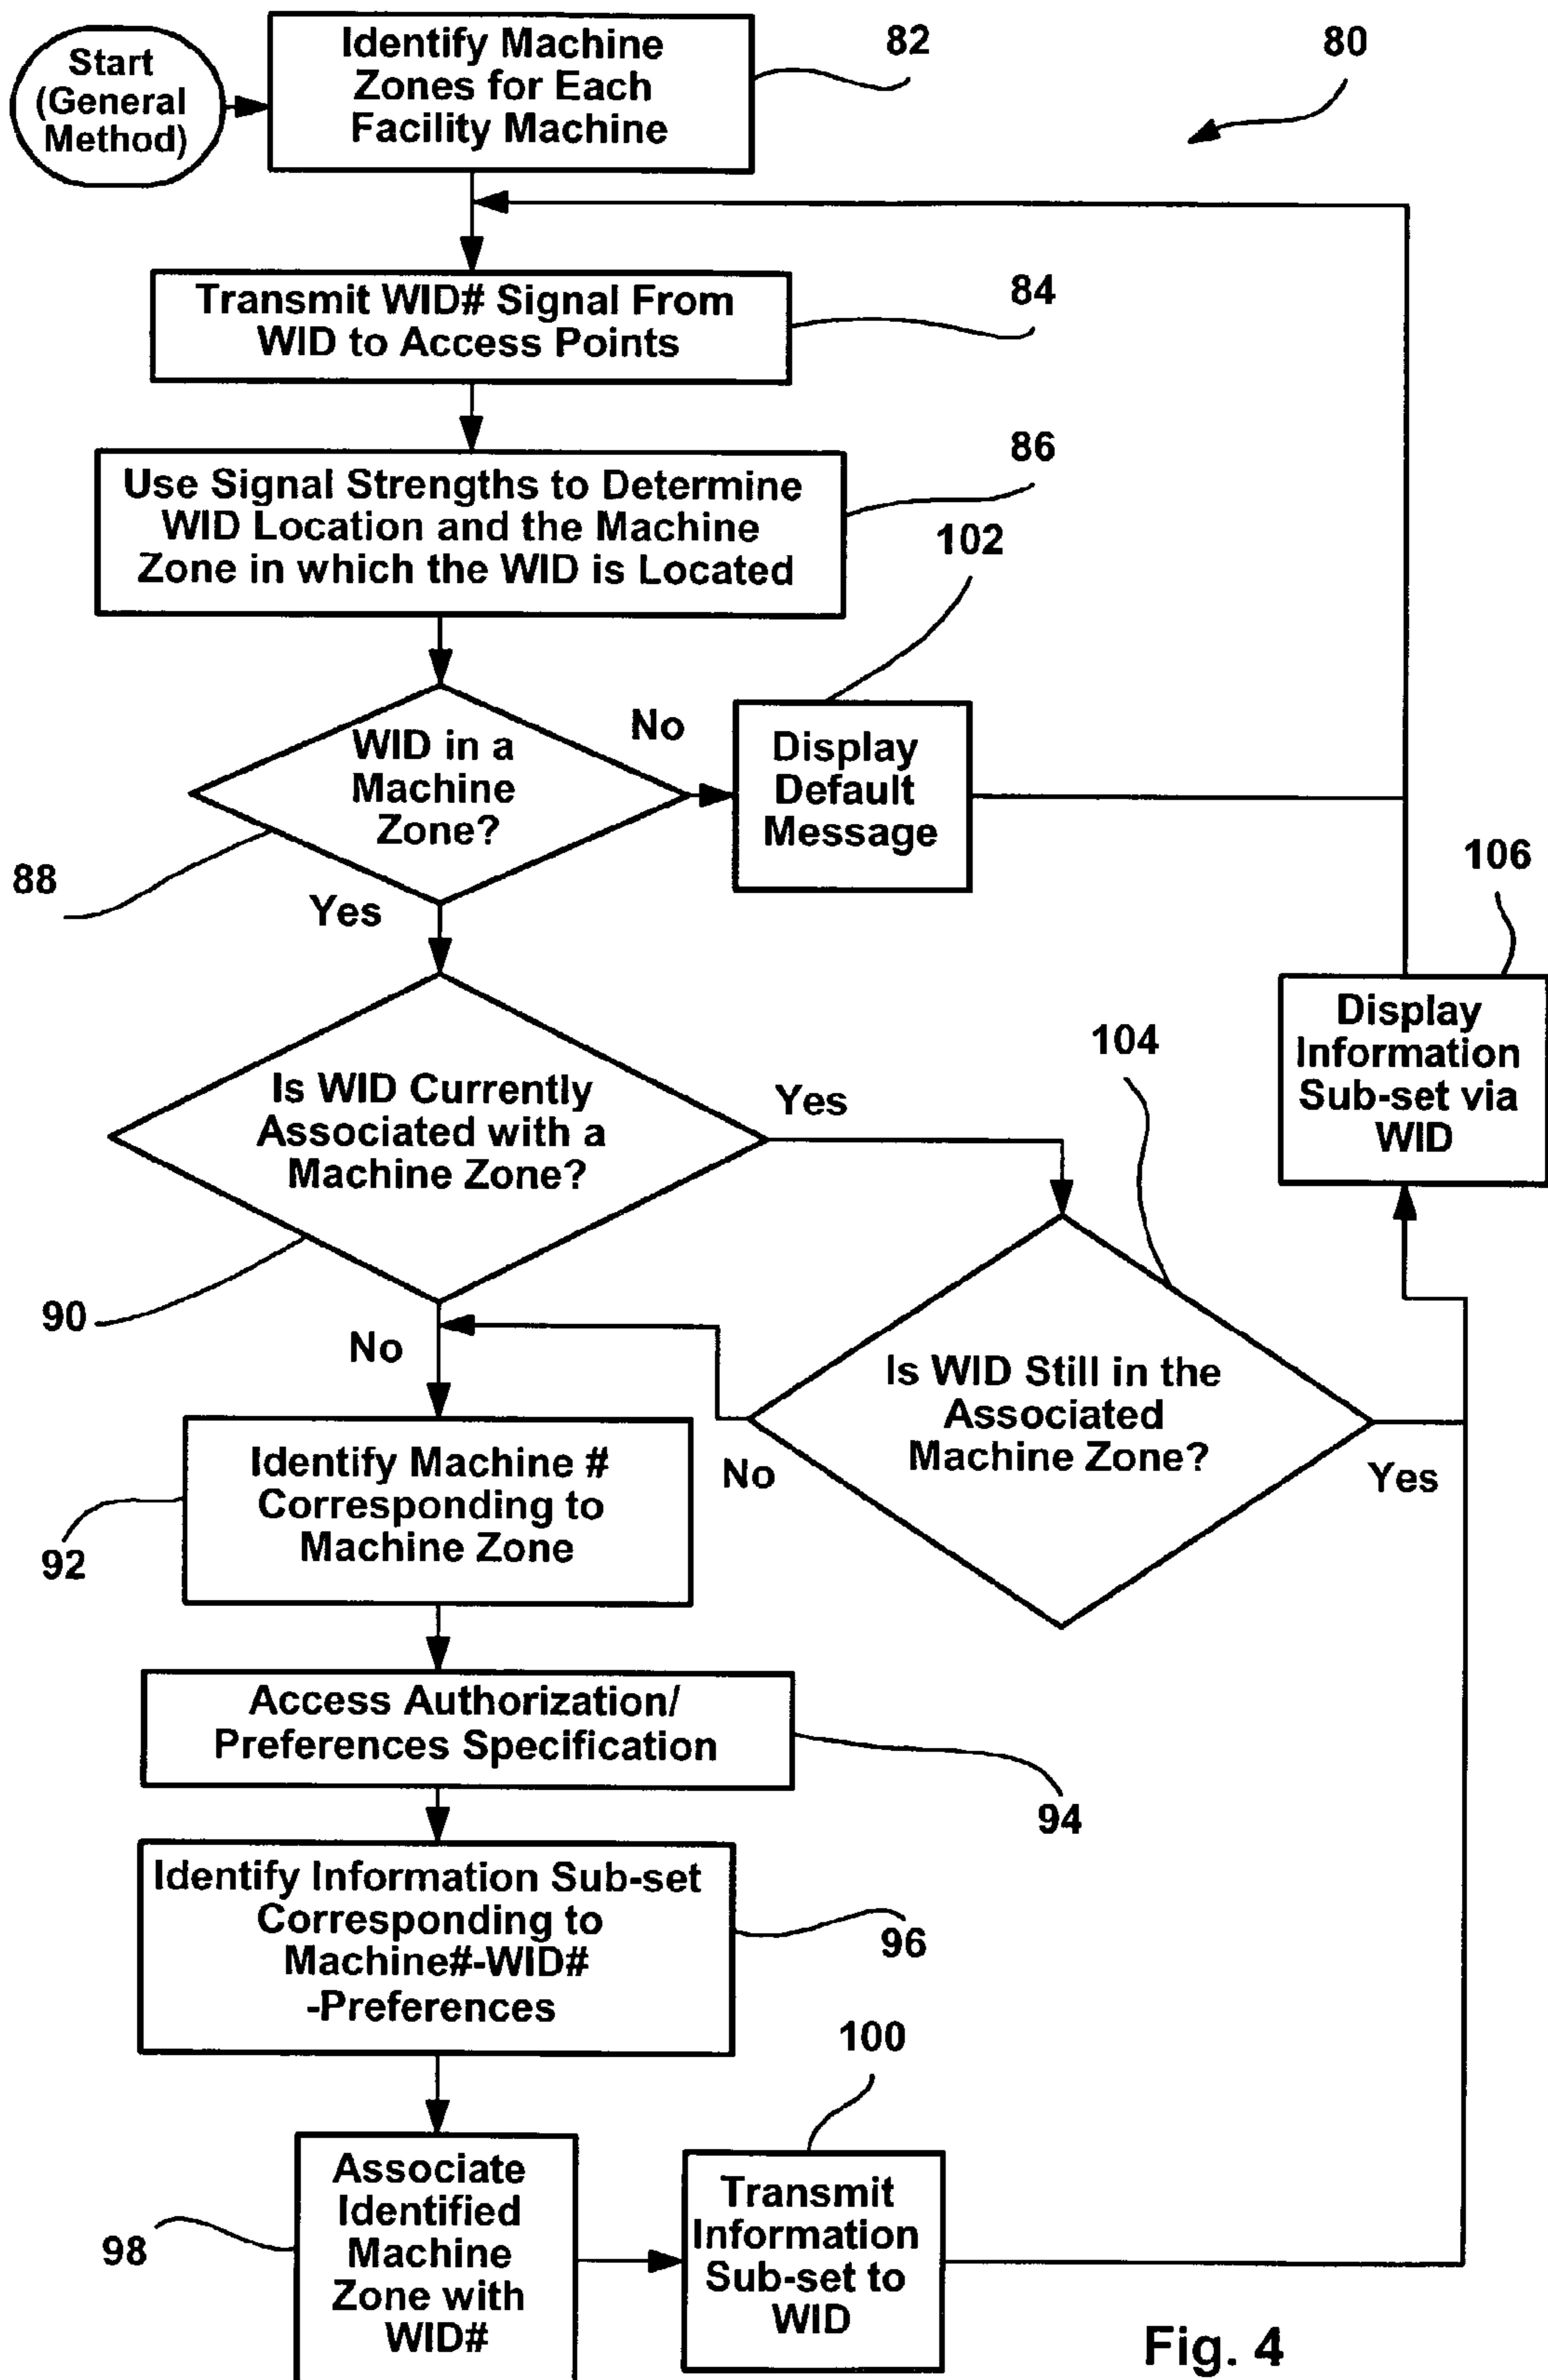 Start
(General
Method)
Identify Machine
Zones for Each
Facility Machine
82
80
Transmit WID# Signal From
WID to Access Points
84
Use Signal Strengths to Determine
WID Location and the Machine
Zone in which the WID is Located
86
102
WID in a
Machine
Zone?
No
Display
Default
Message
88
Yes
106
Display
Information
Sub-set via
WID
Is WID Currently
Associated with a
Machine Zone?
Yes
104
90
No
Is WID Still in the
Associated
Machine Zone?
No
Yes
Identify Machine #
Corresponding to
Machine Zone
92
Access Authorization/
Preferences Specification
94
Identify Information Sub-set
Corresponding to
Machine#-WID#
-Preferences
96
100
Associate
Identified
Machine
Zone with
WID#
98
Transmit
Information
Sub-set to
WID
Fig. 4